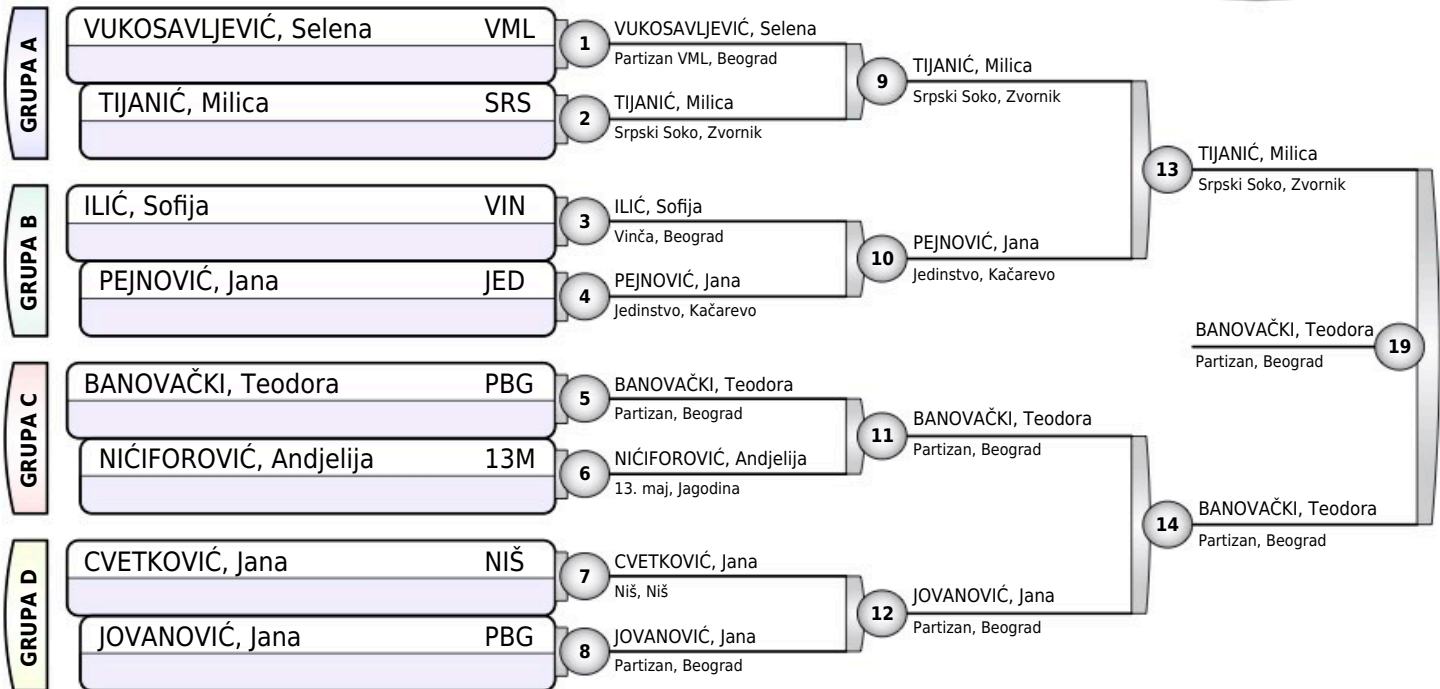 GRUPA A
VUKOSAVLJEVIĆ, Selena VML
TIJANIĆ, Milica SRS
GRUPA B
ILIĆ, Sofija VIN
PEJNOVIĆ, Jana JED
GRUPA C
BANOVAČKI, Teodora PBG
NIĆIFOROVIĆ, Andjelija 13M
GRUPA D
CVETKOVIĆ, Jana NIŠ
JOVANOVIĆ, Jana PBG
1 VUKOSAVLJEVIĆ, Selena
Partizan VML, Beograd
2 TIJANIĆ, Milica
Srpski Soko, Zvornik
3 ILIĆ, Sofija
Vinča, Beograd
4 PEJNOVIĆ, Jana
Jedinstvo, Kačarevo
5 BANOVAČKI, Teodora
Partizan, Beograd
6 NIĆIFOROVIĆ, Andjelija
13. maj, Jagodina
7 CVETKOVIĆ, Jana
Niš, Niš
8 JOVANOVIĆ, Jana
Partizan, Beograd
9 TIJANIĆ, Milica
Srpski Soko, Zvornik
10 PEJNOVIĆ, Jana
Jedinstvo, Kačarevo
11 BANOVAČKI, Teodora
Partizan, Beograd
12 JOVANOVIĆ, Jana
Partizan, Beograd
13 TIJANIĆ, Milica
Srpski Soko, Zvornik
14 BANOVAČKI, Teodora
Partizan, Beograd
BANOVAČKI, Teodora 19
Partizan, Beograd